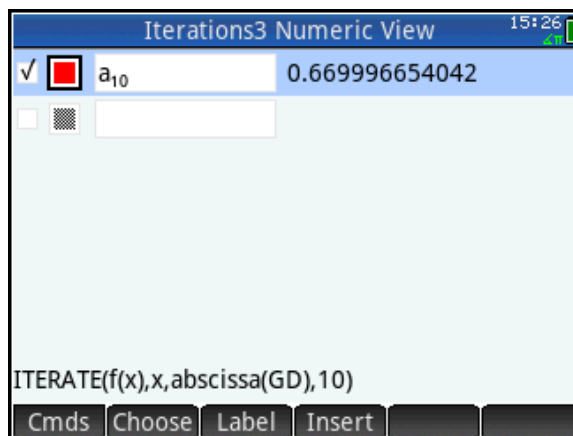 Iterations3 Numeric View 15:26
∡π
√ a₁₀ 0.669996654042
ITERATE(f(x),x,abscissa(GD),10)
Cmds Choose Label Insert